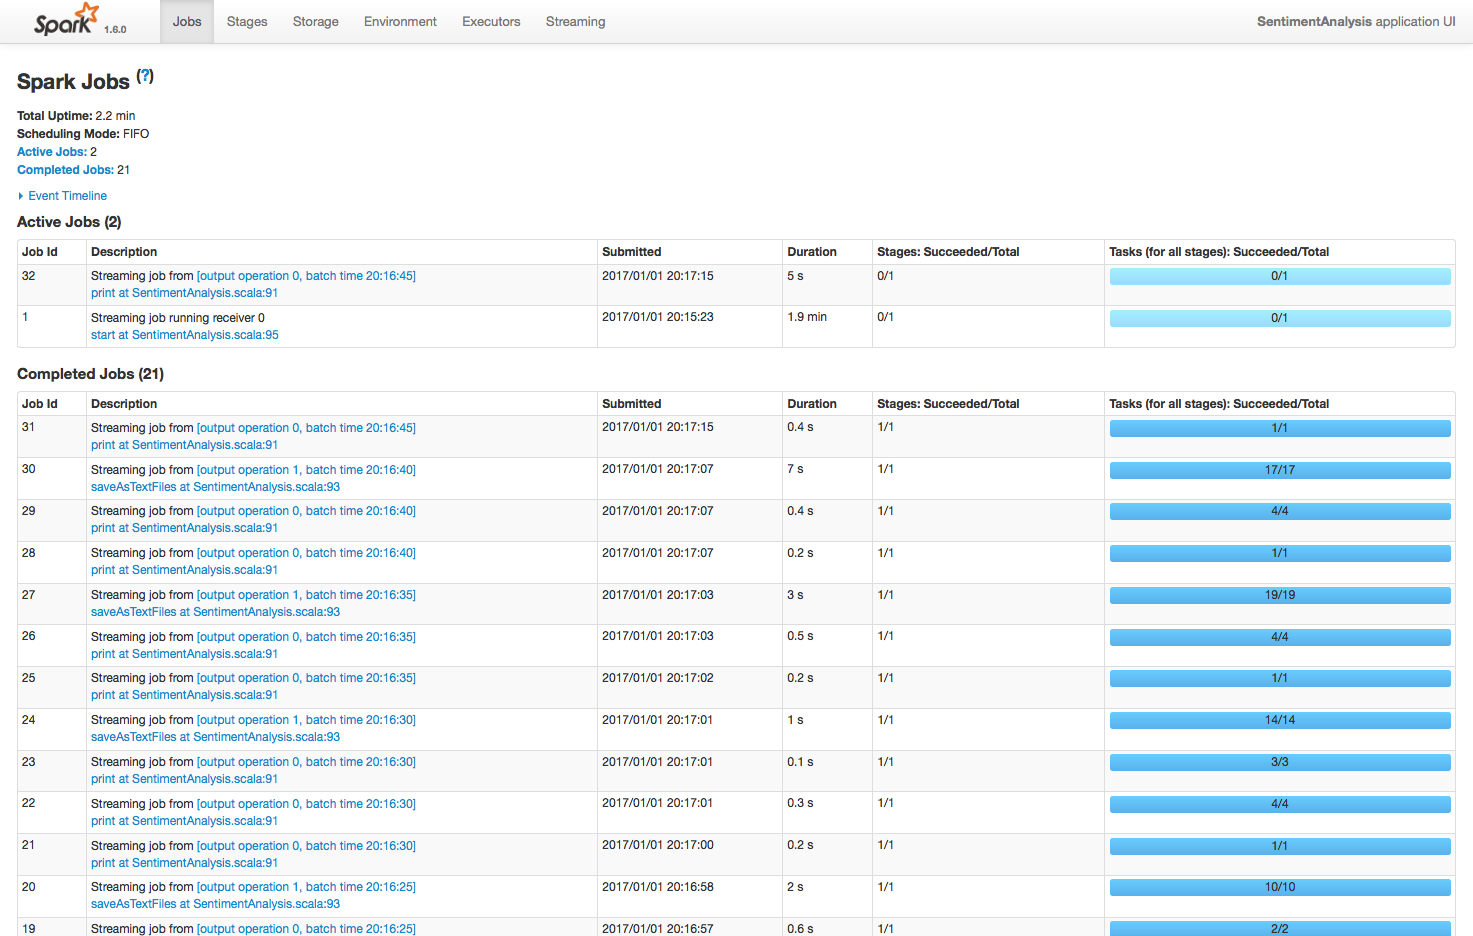 Spark 1.6.0 Jobs Stages Storage Environment Executors Streaming SentimentAnalysis application UI
Spark Jobs (?)
Total Uptime: 2.2 min
Scheduling Mode: FIFO
Active Jobs: 2
Completed Jobs: 21
Event Timeline
Active Jobs (2)
Job Id Description Submitted Duration Stages: Succeeded/Total Tasks (for all stages): Succeeded/Total
32 Streaming job from [output operation 0, batch time 20:16:45] 2017/01/01 20:17:15 5 s 0/1 0/1
print at SentimentAnalysis.scala:91
1 Streaming job running receiver 0 2017/01/01 20:15:23 1.9 min 0/1 0/1
start at SentimentAnalysis.scala:95
Completed Jobs (21)
Job Id Description Submitted Duration Stages: Succeeded/Total Tasks (for all stages): Succeeded/Total
31 Streaming job from [output operation 0, batch time 20:16:45] 2017/01/01 20:17:15 0.4 s 1/1 1/1
print at SentimentAnalysis.scala:91
30 Streaming job from [output operation 1, batch time 20:16:40] 2017/01/01 20:17:07 7 s 1/1 17/17
saveAsTextFiles at SentimentAnalysis.scala:93
29 Streaming job from [output operation 0, batch time 20:16:40] 2017/01/01 20:17:07 0.4 s 1/1 4/4
print at SentimentAnalysis.scala:91
28 Streaming job from [output operation 0, batch time 20:16:40] 2017/01/01 20:17:07 0.2 s 1/1 1/1
print at SentimentAnalysis.scala:91
27 Streaming job from [output operation 1, batch time 20:16:35] 2017/01/01 20:17:03 3 s 1/1 19/19
saveAsTextFiles at SentimentAnalysis.scala:93
26 Streaming job from [output operation 0, batch time 20:16:35] 2017/01/01 20:17:03 0.5 s 1/1 4/4
print at SentimentAnalysis.scala:91
25 Streaming job from [output operation 0, batch time 20:16:35] 2017/01/01 20:17:02 0.2 s 1/1 1/1
print at SentimentAnalysis.scala:91
24 Streaming job from [output operation 1, batch time 20:16:30] 2017/01/01 20:17:01 1 s 1/1 14/14
saveAsTextFiles at SentimentAnalysis.scala:93
23 Streaming job from [output operation 0, batch time 20:16:30] 2017/01/01 20:17:01 0.1 s 1/1 3/3
print at SentimentAnalysis.scala:91
22 Streaming job from [output operation 0, batch time 20:16:30] 2017/01/01 20:17:01 0.3 s 1/1 4/4
print at SentimentAnalysis.scala:91
21 Streaming job from [output operation 0, batch time 20:16:30] 2017/01/01 20:17:00 0.2 s 1/1 1/1
print at SentimentAnalysis.scala:91
20 Streaming job from [output operation 1, batch time 20:16:25] 2017/01/01 20:16:58 2 s 1/1 10/10
saveAsTextFiles at SentimentAnalysis.scala:93
19 Streaming job from [output operation 0, batch time 20:16:25] 2017/01/01 20:16:57 0.6 s 1/1 2/2